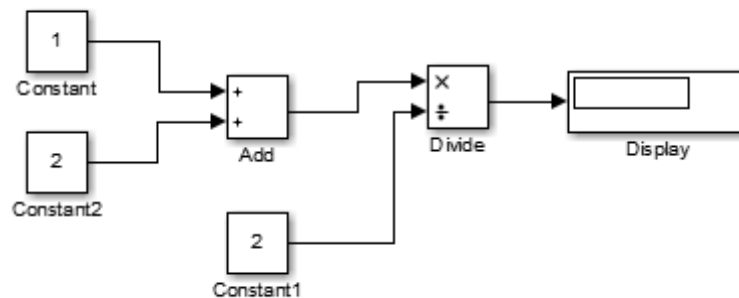 1
Constant
+
+
Add
×
÷
Divide
Display
2
Constant2
2
Constant1